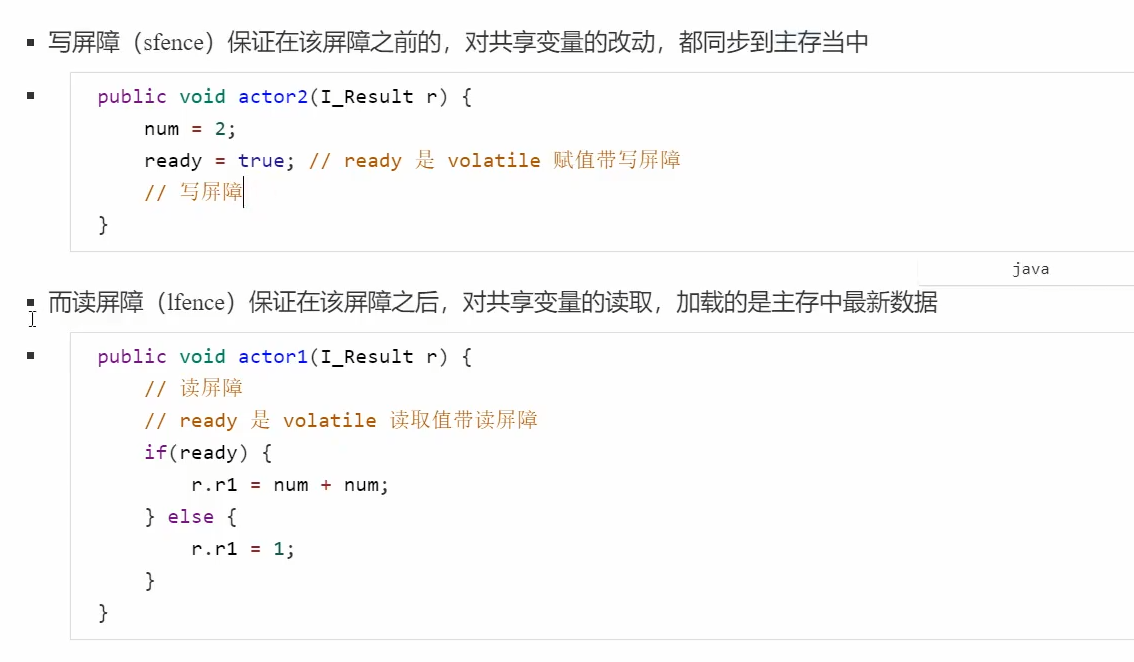 写屏障（sfence）保证在该屏障之前的，对共享变量的改动，都同步到主存当中
public void actor2(I_Result r) {
    num = 2;
    ready = true; // ready 是 volatile 赋值带写屏障
    // 写屏障
}
java
而读屏障（lfence）保证在该屏障之后，对共享变量的读取，加载的是主存中最新数据
public void actor1(I_Result r) {
    // 读屏障
    // ready 是 volatile 读取值带读屏障
    if(ready) {
        r.r1 = num + num;
    } else {
        r.r1 = 1;
    }
}